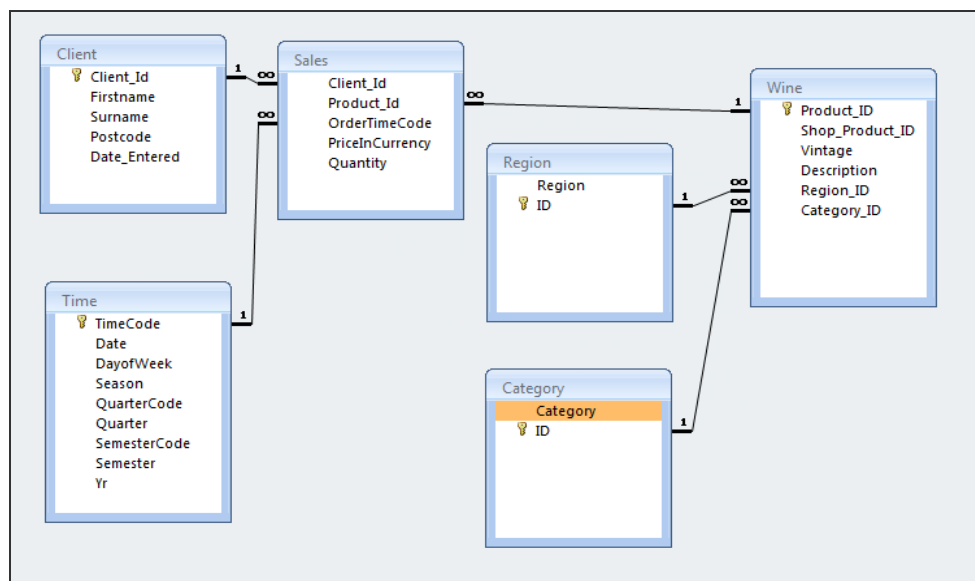 Client
Client_Id
Firstname
Surname
Postcode
Date_Entered
1
∞
∞
Sales
Client_Id
Product_Id
OrderTimeCode
PriceInCurrency
Quantity
∞
1
Wine
Product_ID
Shop_Product_ID
Vintage
Description
Region_ID
Category_ID
Region
Region
ID
1
∞
∞
Time
TimeCode
Date
DayofWeek
Season
QuarterCode
Quarter
SemesterCode
Semester
Yr
1
Category
Category
ID
1